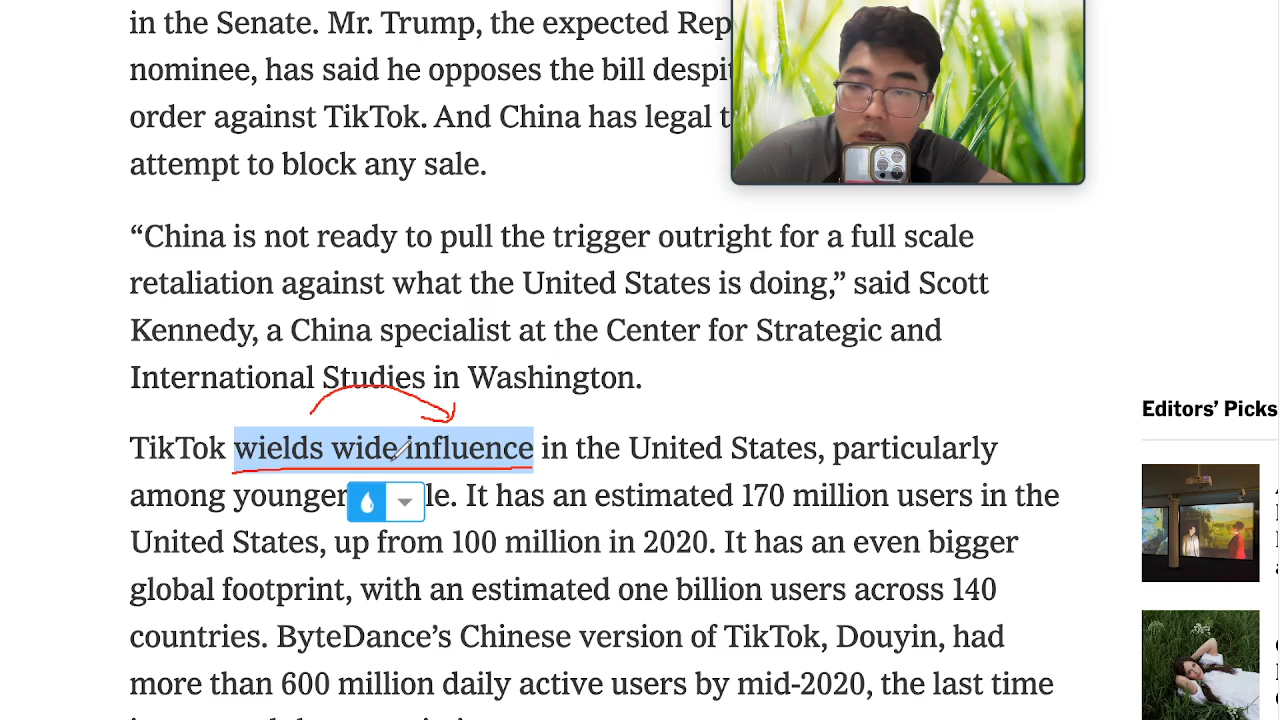 in the Senate. Mr. Trump, the expected Rep
nominee, has said he opposes the bill despit
order against TikTok. And China has legal t
attempt to block any sale.
“China is not ready to pull the trigger outright for a full scale
retaliation against what the United States is doing,” said Scott
Kennedy, a China specialist at the Center for Strategic and
International Studies in Washington.
TikTok wields wide influence in the United States, particularly
among younger le. It has an estimated 170 million users in the
United States, up from 100 million in 2020. It has an even bigger
global footprint, with an estimated one billion users across 140
countries. ByteDance’s Chinese version of TikTok, Douyin, had
more than 600 million daily active users by mid-2020, the last time
Editors’ Picks